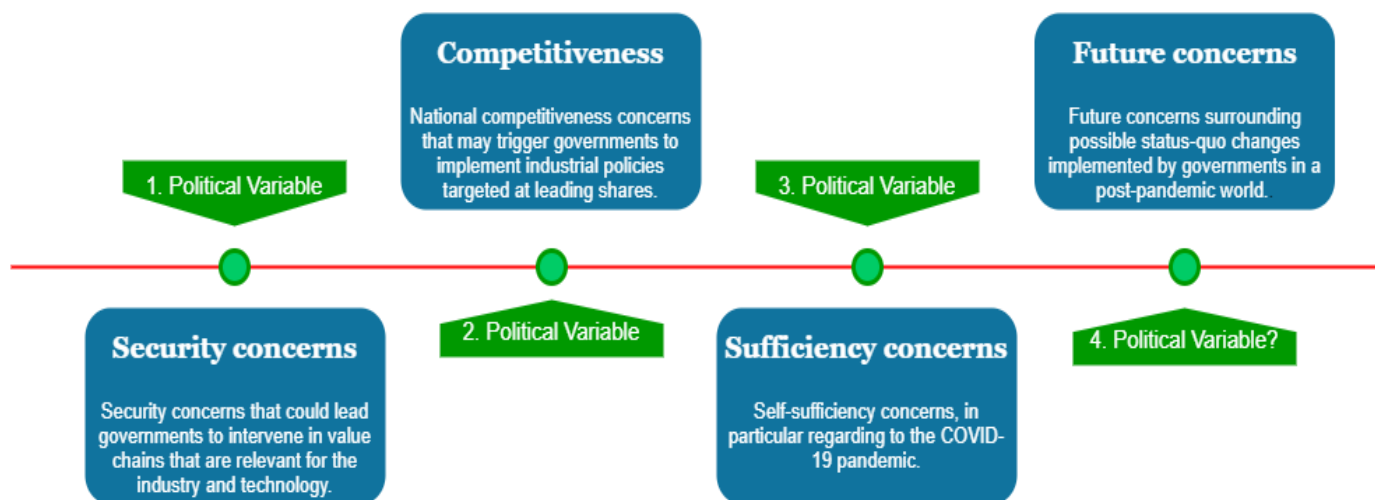 1. Political Variable
Security concerns
Security concerns that could lead
governments to intervene in value
chains that are relevant for the
industry and technology.
Competitiveness
National competitiveness concerns
that may trigger governments to
implement industrial policies
targeted at leading shares.
2. Political Variable
3. Political Variable
Sufficiency concerns
Self-sufficiency concerns, in
particular regarding to the COVID-
19 pandemic.
Future concerns
Future concerns surrounding
possible status-quo changes
implemented by governments in a
post-pandemic world.
4. Political Variable?